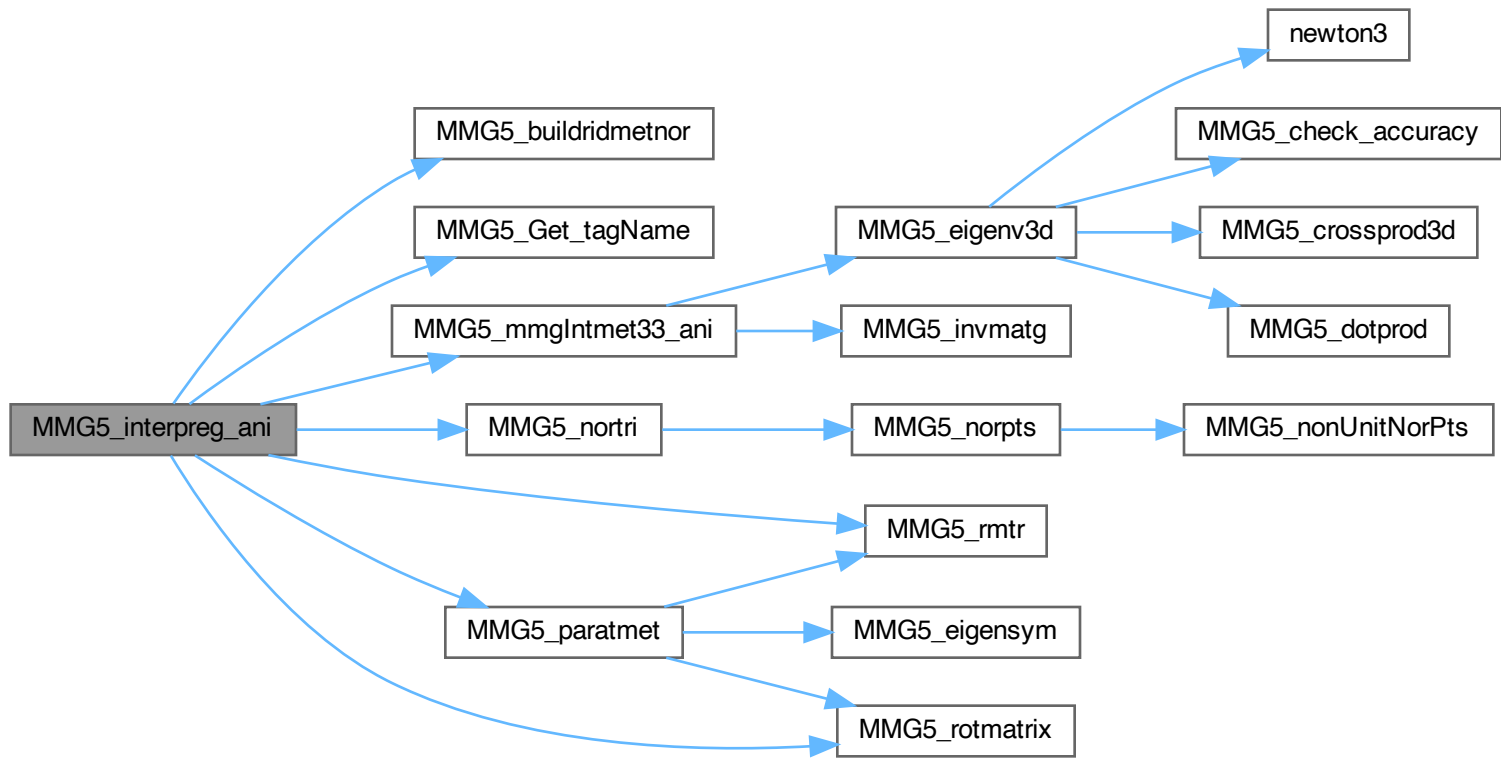 newton3
MMG5_buildridmetnor
MMG5_check_accuracy
MMG5_Get_tagName
MMG5_eigenv3d
MMG5_crossprod3d
MMG5_mmgIntmet33_ani
MMG5_invmatg
MMG5_dotprod
MMG5_interpreg_ani
MMG5_nortri
MMG5_norpts
MMG5_nonUnitNorPts
MMG5_rmtr
MMG5_paratmet
MMG5_eigensym
MMG5_rotmatrix